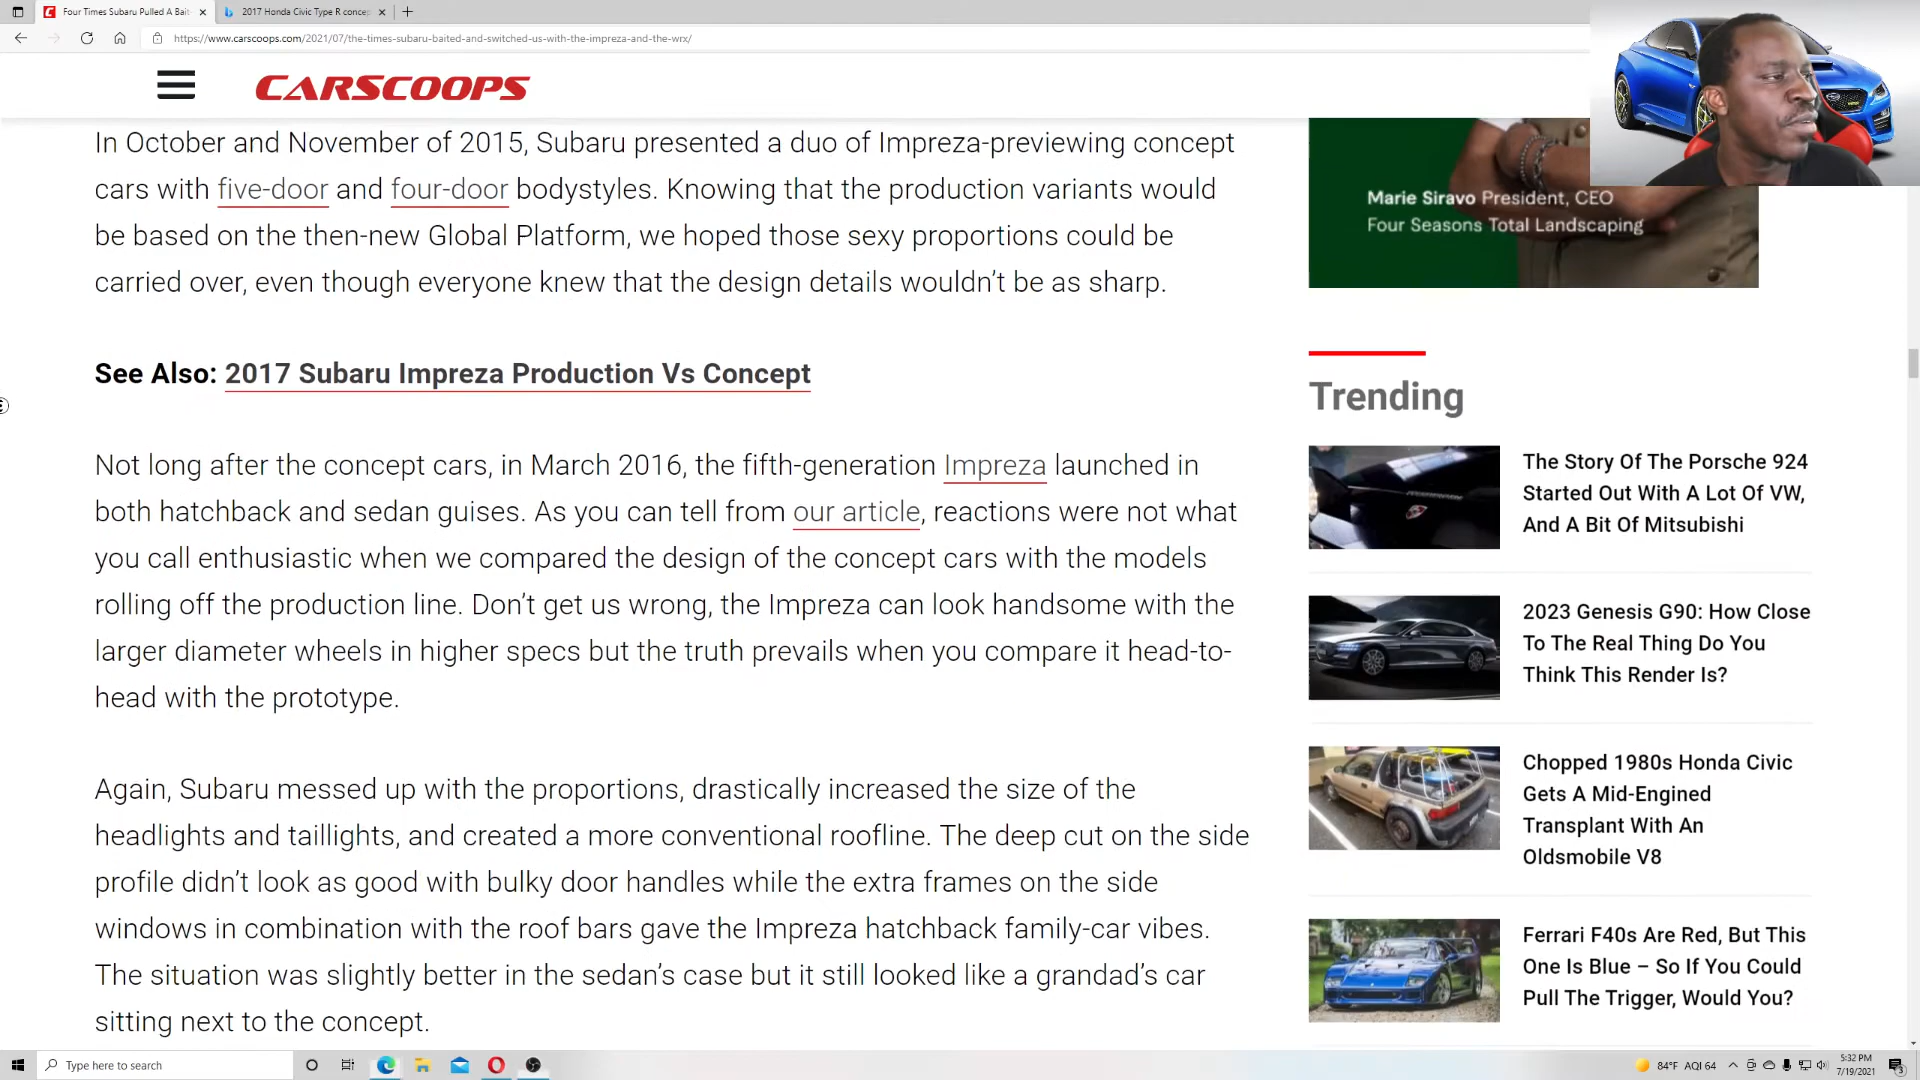 Four Times Subaru Pulled A Bait-
2017 Honda Civic Type R concep
https://www.carscoops.com/2021/07/the-times-subaru-baited-and-switched-us-with-the-impreza-and-the-wrx/
CARSCOOPS
In October and November of 2015, Subaru presented a duo of Impreza-previewing concept
cars with five-door and four-door bodystyles. Knowing that the production variants would
be based on the then-new Global Platform, we hoped those sexy proportions could be
carried over, even though everyone knew that the design details wouldn’t be as sharp.
See Also: 2017 Subaru Impreza Production Vs Concept
Not long after the concept cars, in March 2016, the fifth-generation Impreza launched in
both hatchback and sedan guises. As you can tell from our article, reactions were not what
you call enthusiastic when we compared the design of the concept cars with the models
rolling off the production line. Don’t get us wrong, the Impreza can look handsome with the
larger diameter wheels in higher specs but the truth prevails when you compare it head-to-
head with the prototype.
Again, Subaru messed up with the proportions, drastically increased the size of the
headlights and taillights, and created a more conventional roofline. The deep cut on the side
profile didn’t look as good with bulky door handles while the extra frames on the side
windows in combination with the roof bars gave the Impreza hatchback family-car vibes.
The situation was slightly better in the sedan’s case but it still looked like a grandad’s car
sitting next to the concept.
Marie Siravo President, CEO
Four Seasons Total Landscaping
Trending
The Story Of The Porsche 924
Started Out With A Lot Of VW,
And A Bit Of Mitsubishi
2023 Genesis G90: How Close
To The Real Thing Do You
Think This Render Is?
Chopped 1980s Honda Civic
Gets A Mid-Engined
Transplant With An
Oldsmobile V8
Ferrari F40s Are Red, But This
One Is Blue – So If You Could
Pull The Trigger, Would You?
Type here to search
84°F AQI 64
5:32 PM
7/19/2021
3